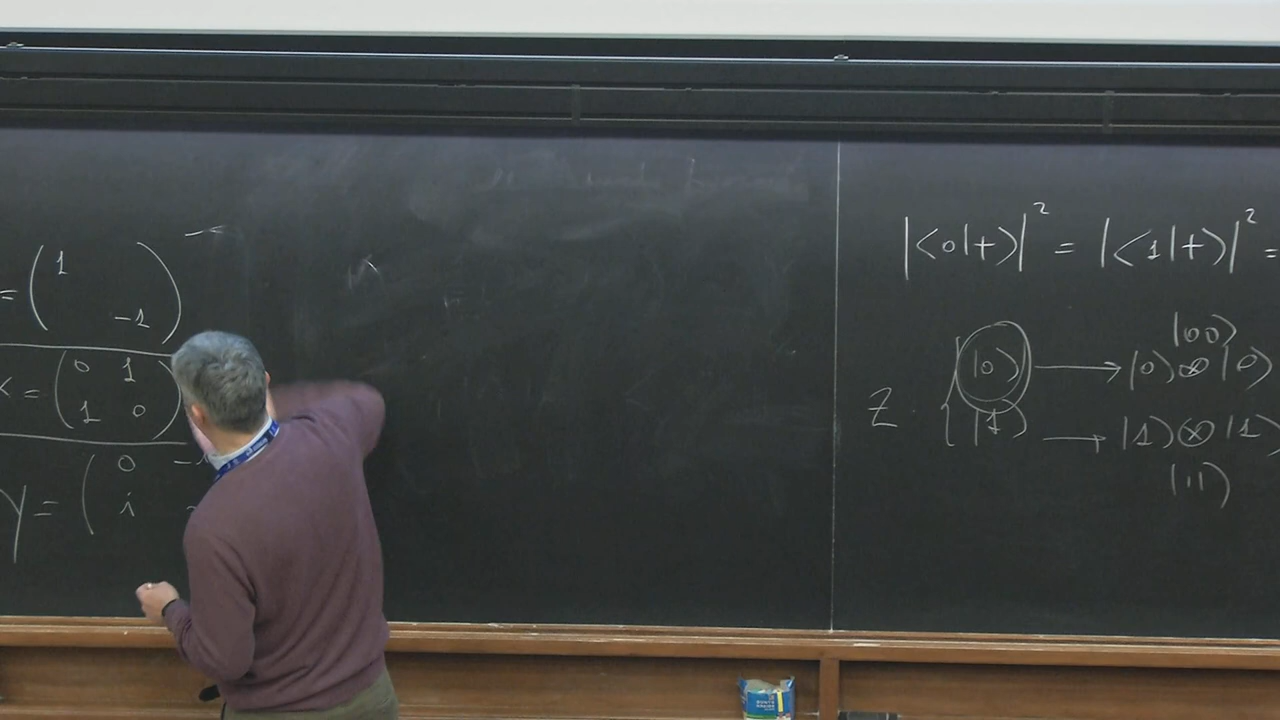 = ( 1
-1 )
X = ( 0 1
1 0 )
Y = ( 0 -i
i
|<0|+>|² = |<1|+>|² =
|00>
Z { |0> → |0> ⊗ |0>
|1> → |1> ⊗ |1>
|11>